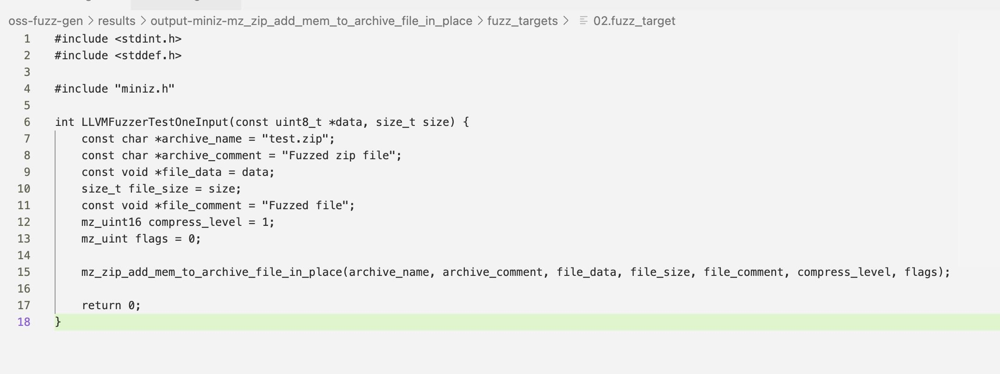 oss-fuzz-gen > results > output-miniz-mz_zip_add_mem_to_archive_file_in_place > fuzz_targets > 02.fuzz_target
1 #include <stdint.h>
2 #include <stddef.h>
3
4 #include "miniz.h"
5
6 int LLVMFuzzerTestOneInput(const uint8_t *data, size_t size) {
7     const char *archive_name = "test.zip";
8     const char *archive_comment = "Fuzzed zip file";
9     const void *file_data = data;
10     size_t file_size = size;
11     const void *file_comment = "Fuzzed file";
12     mz_uint16 compress_level = 1;
13     mz_uint flags = 0;
14
15     mz_zip_add_mem_to_archive_file_in_place(archive_name, archive_comment, file_data, file_size, file_comment, compress_level, flags);
16
17     return 0;
18 }